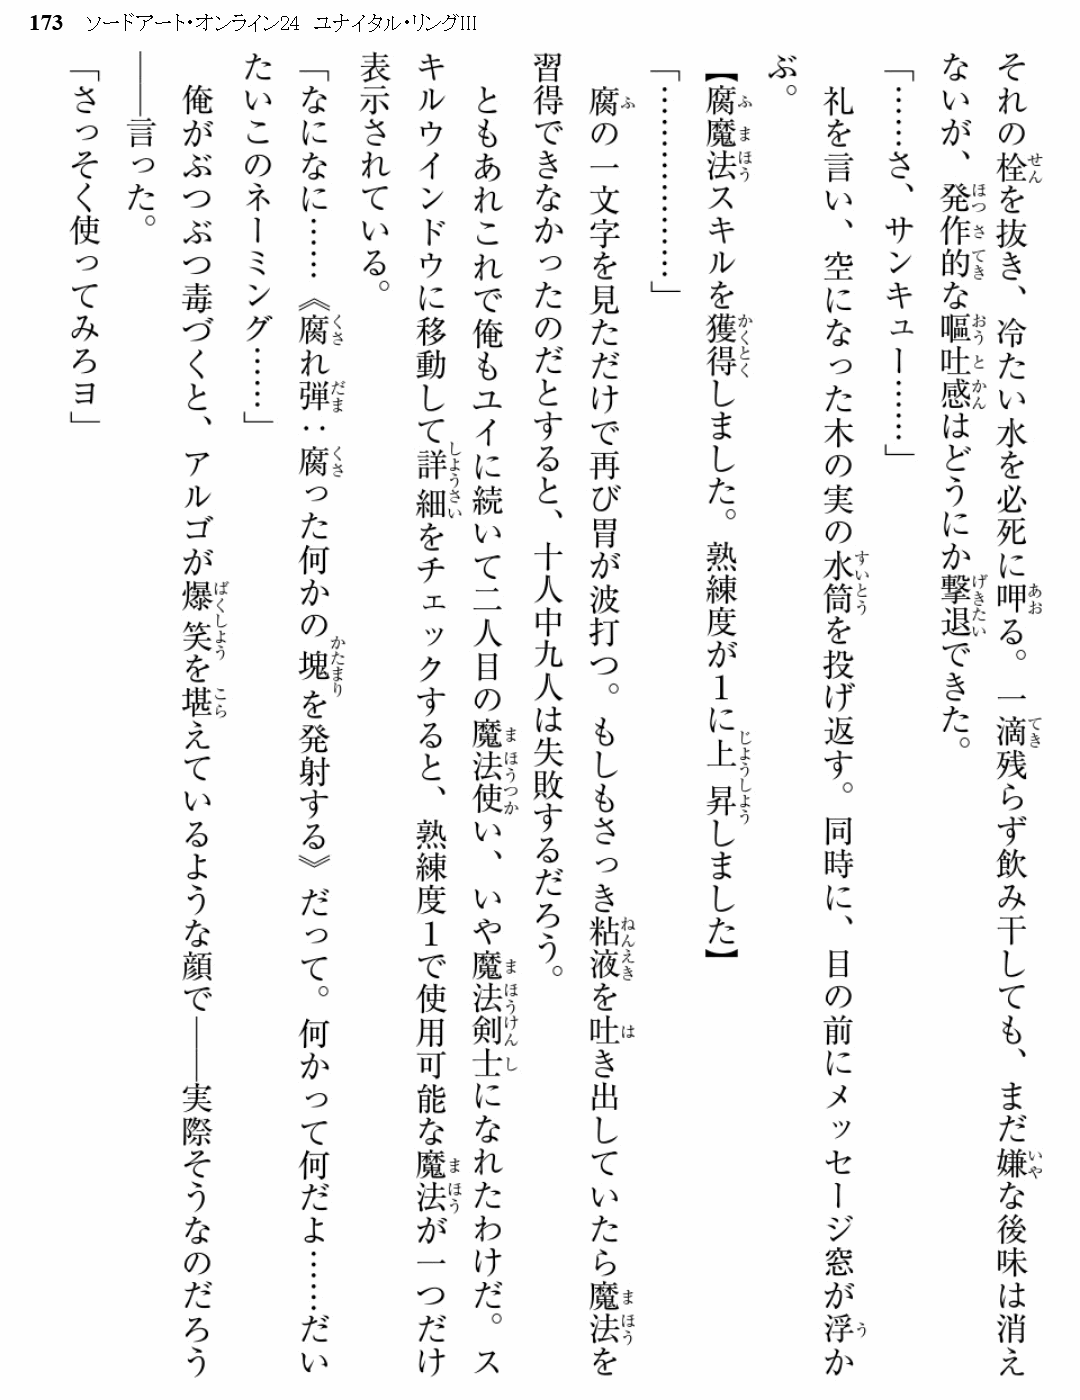 173 ソードアート・オンライン24 ユナイタル・リングIII
それの栓を抜き、冷たい水を必死に呷る。一滴残らず飲み干しても、まだ嫌な後味は消え
ないが、発作的な嘔吐感はどうにか撃退できた。
「……さ、サンキュー……」
礼を言い、空になった木の実の水筒を投げ返す。同時に、目の前にメッセージ窓が浮か
ぶ。
【腐魔法スキルを獲得しました。熟練度が1に上昇しました】
「………………」
腐の一文字を見ただけで再び胃が波打つ。もしもさっき粘液を吐き出していたら魔法を
習得できなかったのだとすると、十人中九人は失敗するだろう。
ともあれこれで俺もユイに続いて二人目の魔法使い、いや魔法剣士になれたわけだ。ス
キルウインドウに移動して詳細をチェックすると、熟練度1で使用可能な魔法が一つだけ
表示されている。
「なになに……《腐れ弾：腐った何かの塊を発射する》だって。何かって何だよ……だい
たいこのネーミング……」
俺がぶつぶつ毒づくと、アルゴが爆笑を堪えているような顔で――実際そうなのだろう
――言った。
「さっそく使ってみろヨ」